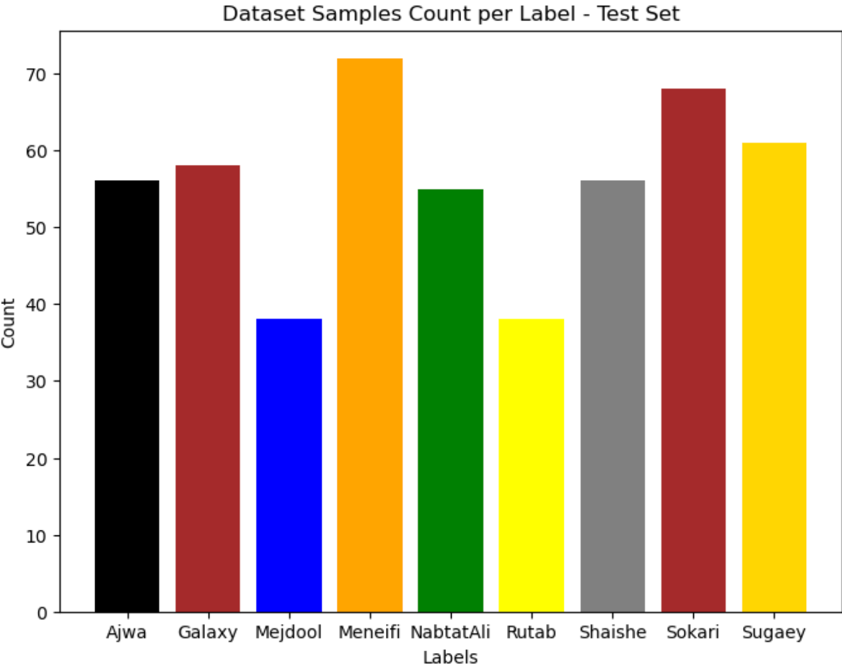 Dataset Samples Count per Label - Test Set
Count
70
60
50
40
30
20
10
0
Ajwa Galaxy Mejdool Meneifi NabtatAli Rutab Shaishe Sokari Sugaey
Labels